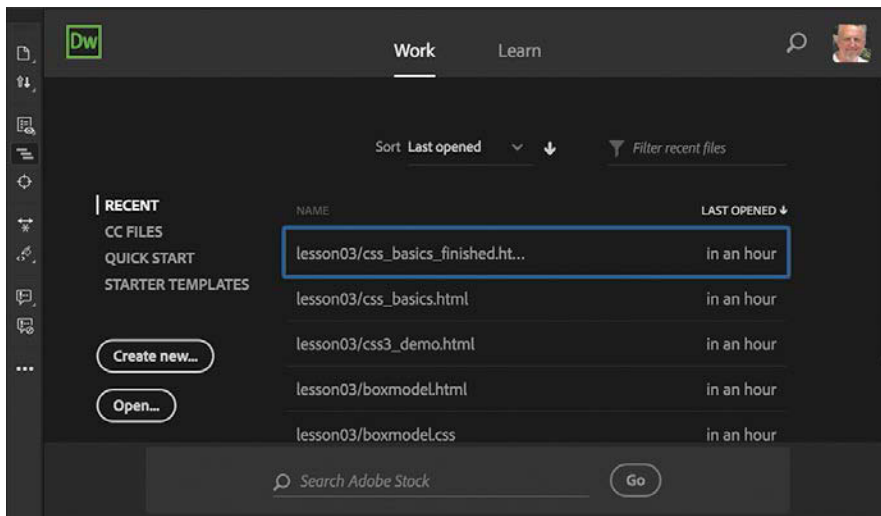 Dw
Work Learn
Sort Last opened Filter recent files
RECENT
CC FILES
QUICK START
STARTER TEMPLATES
Create new...
Open...
NAME LAST OPENED
lesson03/css_basics_finished.ht... in an hour
lesson03/css_basics.html in an hour
lesson03/css3_demo.html in an hour
lesson03/boxmodel.html in an hour
lesson03/boxmodel.css in an hour
Search Adobe Stock Go